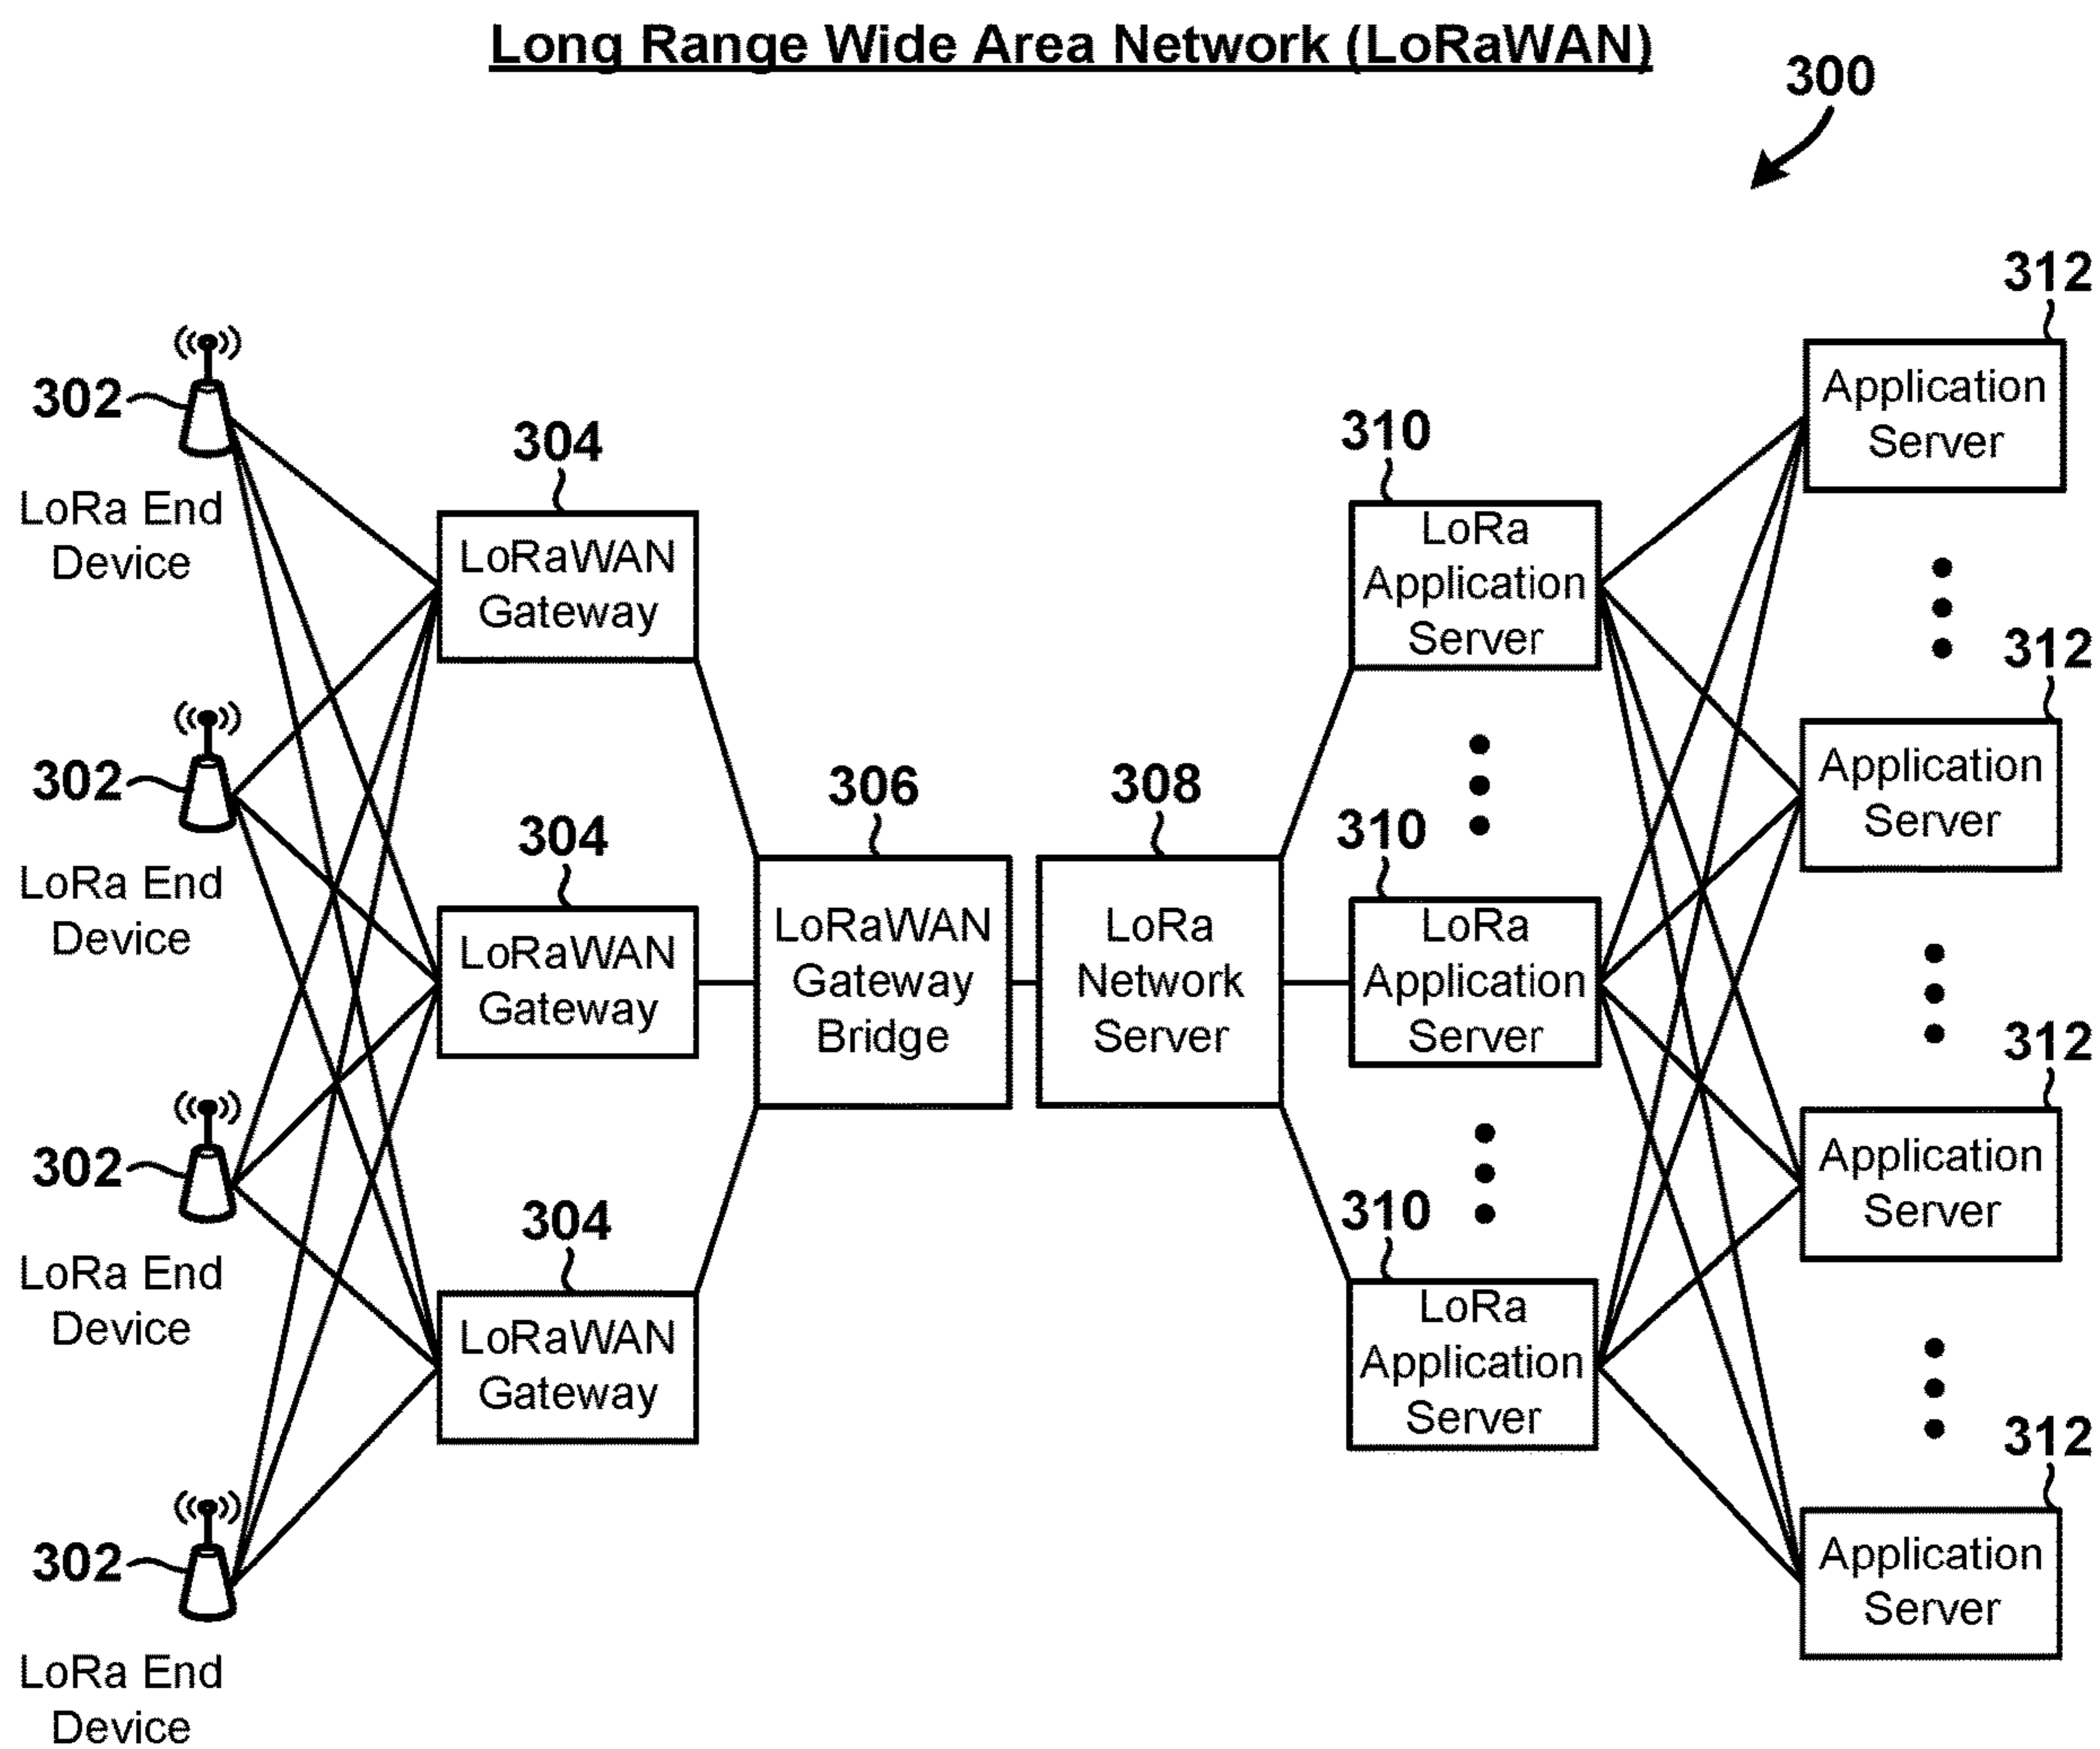 Long Range Wide Area Network (LoRaWAN)
300
302
LoRa End
Device
302
LoRa End
Device
302
LoRa End
Device
302
LoRa End
Device
304
LoRaWAN
Gateway
304
LoRaWAN
Gateway
304
LoRaWAN
Gateway
306
LoRaWAN
Gateway
Bridge
308
LoRa
Network
Server
310
LoRa
Application
Server
310
LoRa
Application
Server
310
LoRa
Application
Server
312
Application
Server
312
Application
Server
312
Application
Server
312
Application
Server